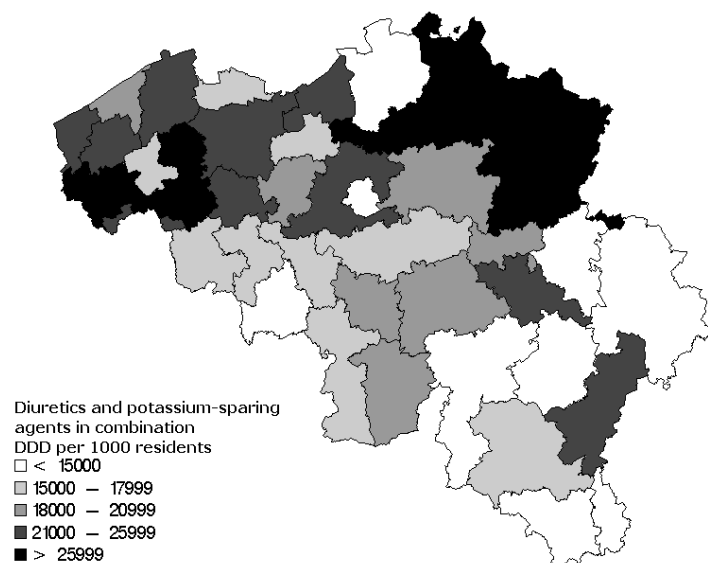 Diuretics and potassium-sparing
agents in combination
DDD per 1000 residents
< 15000
15000 – 17999
18000 – 20999
21000 – 25999
> 25999